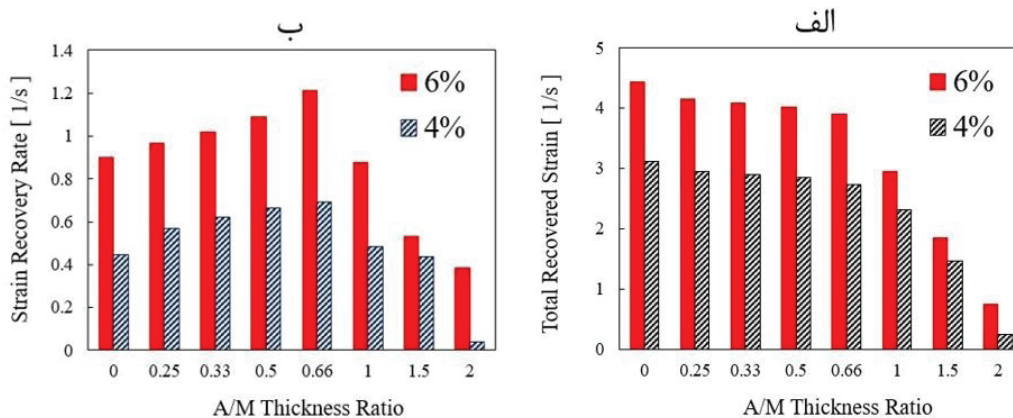 ب
Strain Recovery Rate [ 1/s ]
1.4
1.2
1
0.8
0.6
0.4
0.2
0
6%
4%
0 0.25 0.33 0.5 0.66 1 1.5 2
A/M Thickness Ratio
الف
Total Recovered Strain [ 1/s ]
5
4
3
2
1
0
6%
4%
0 0.25 0.33 0.5 0.66 1 1.5 2
A/M Thickness Ratio